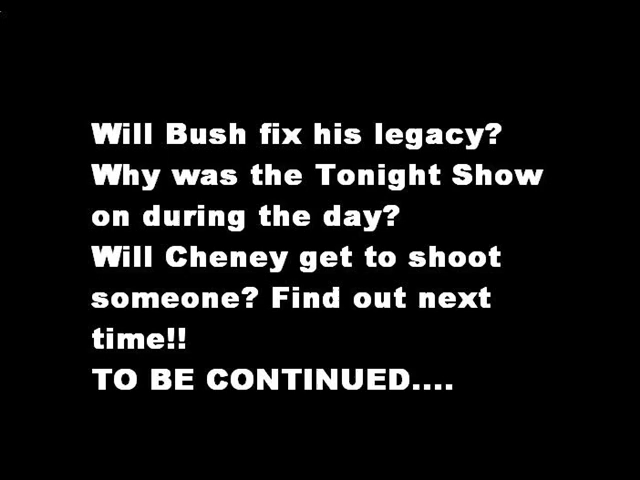 Will Bush fix his legacy?
Why was the Tonight Show
on during the day?
Will Cheney get to shoot
someone? Find out next
time!!
TO BE CONTINUED....